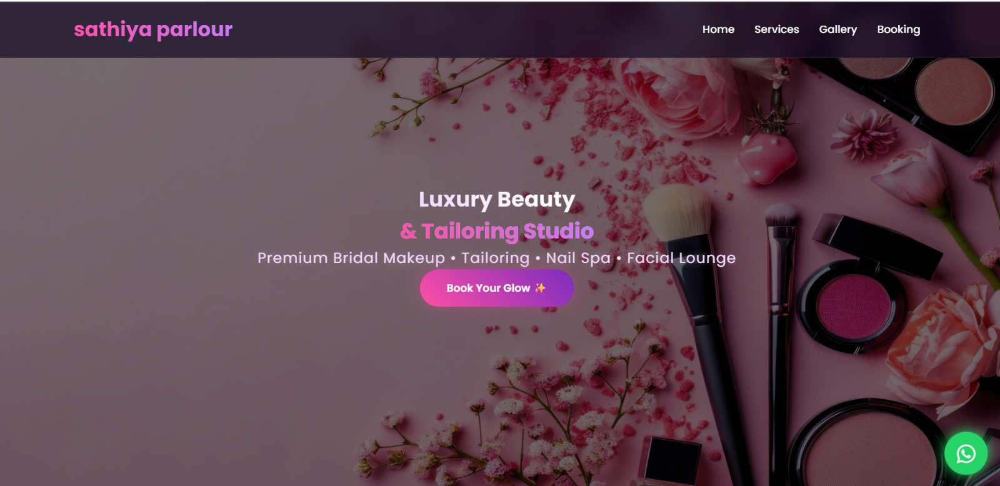 sathiya parlour
Home Services Gallery Booking
Luxury Beauty
& Tailoring Studio
Premium Bridal Makeup • Tailoring • Nail Spa • Facial Lounge
Book Your Glow ✨